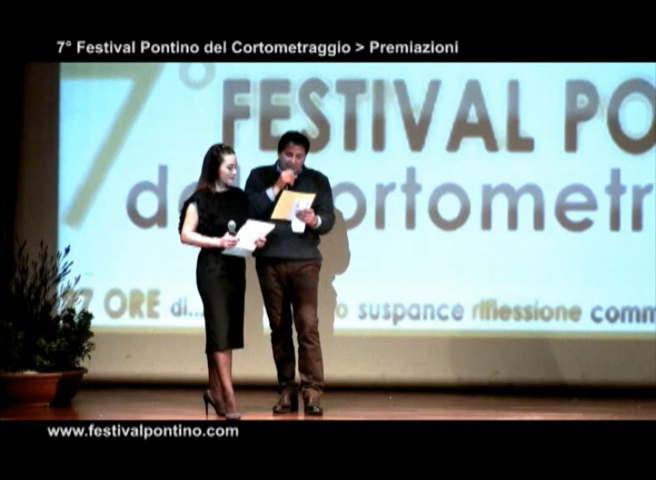 7° Festival Pontino del Cortometraggio > Premiazioni
7°
FESTIVAL PO
del Cortometr
77 ORE di... o suspance riflessione comm
www.festivalpontino.com